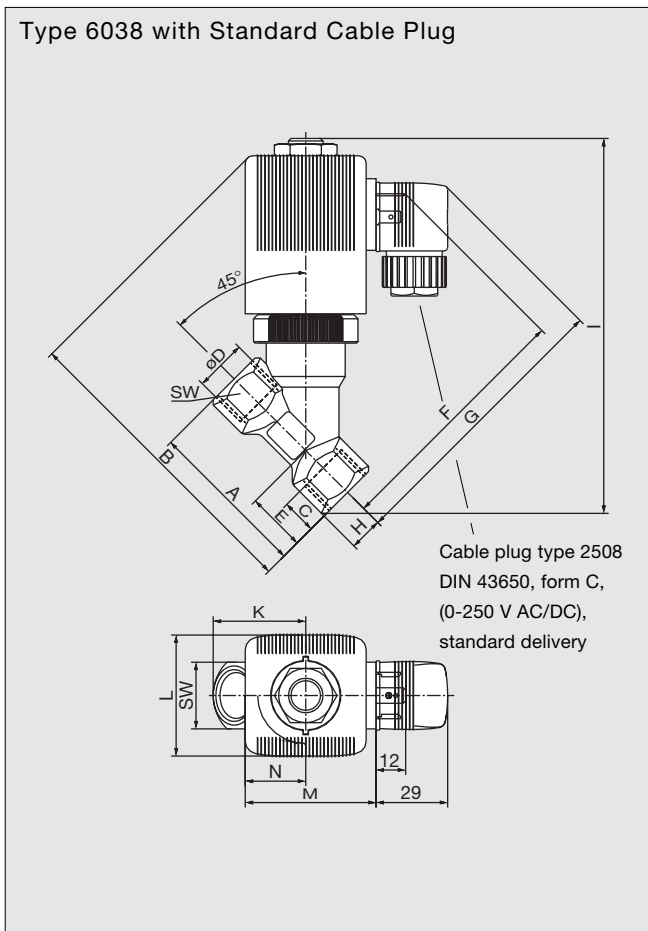 Type 6038 with Standard Cable Plug
45°
øD
SW
B
A
E
C
H
F
G
I
Cable plug type 2508
DIN 43650, form C,
(0-250 V AC/DC),
standard delivery
K
L
SW
N
M
12
29